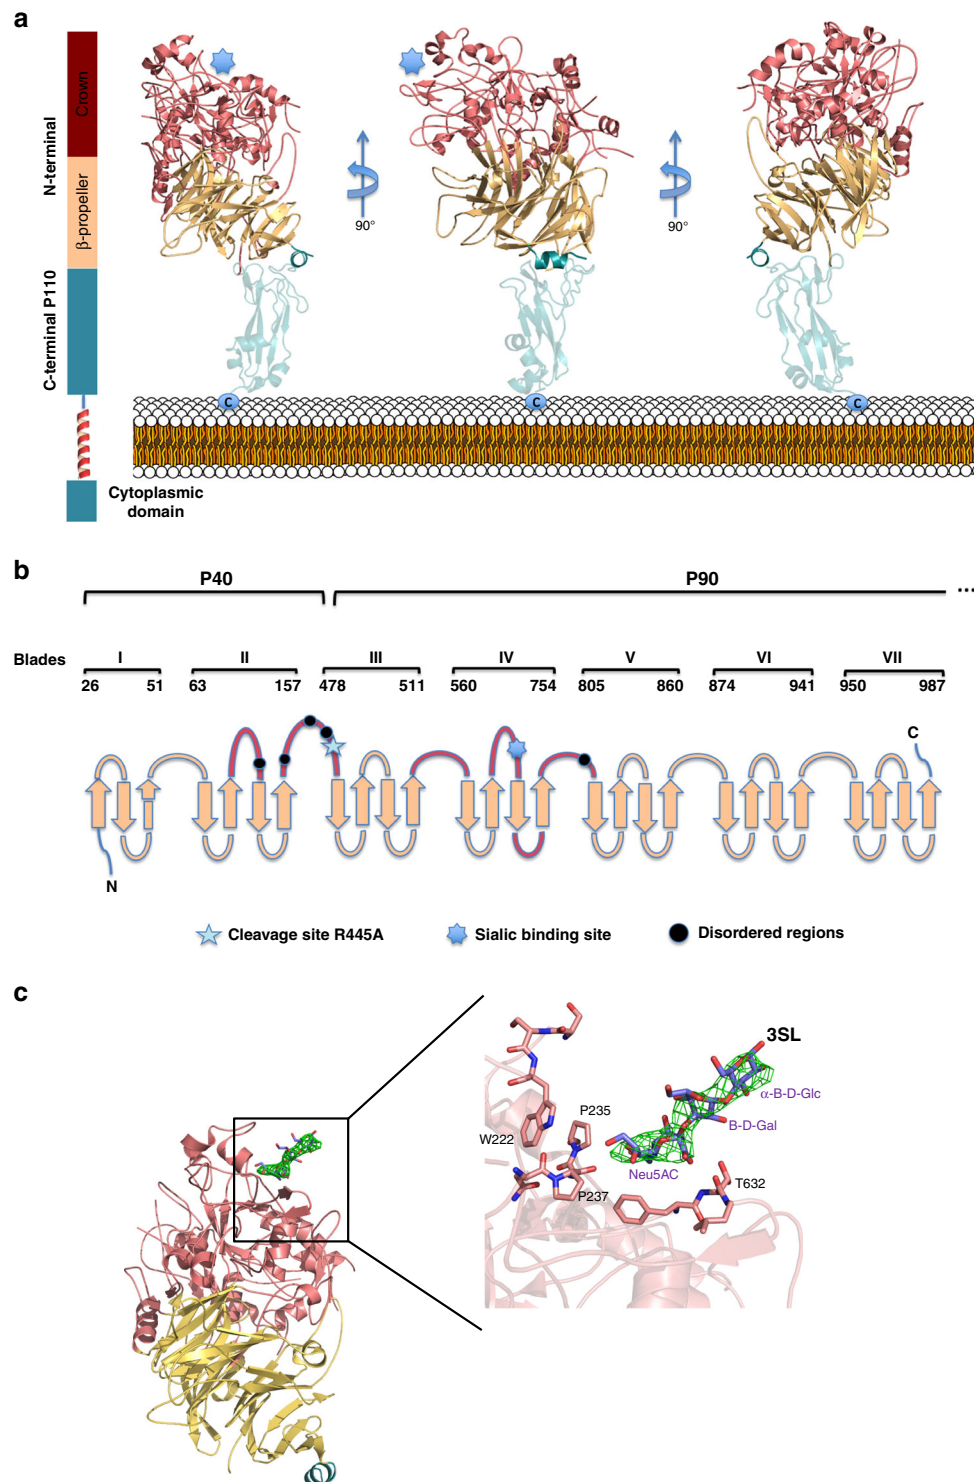 a
Crown
β-propeller
N-terminal
C-terminal P110
90°
90°
C
C
C
Cytoplasmic
domain
b
P40
P90
...
Blades
I
II
III
IV
V
VI
VII
26
51
63
157
478
511
560
754
805
860
874
941
950
987
C
N
Cleavage site R445A
Sialic binding site
Disordered regions
c
3SL
α-B-D-Glc
P235
B-D-Gal
W222
Neu5AC
T632
P237